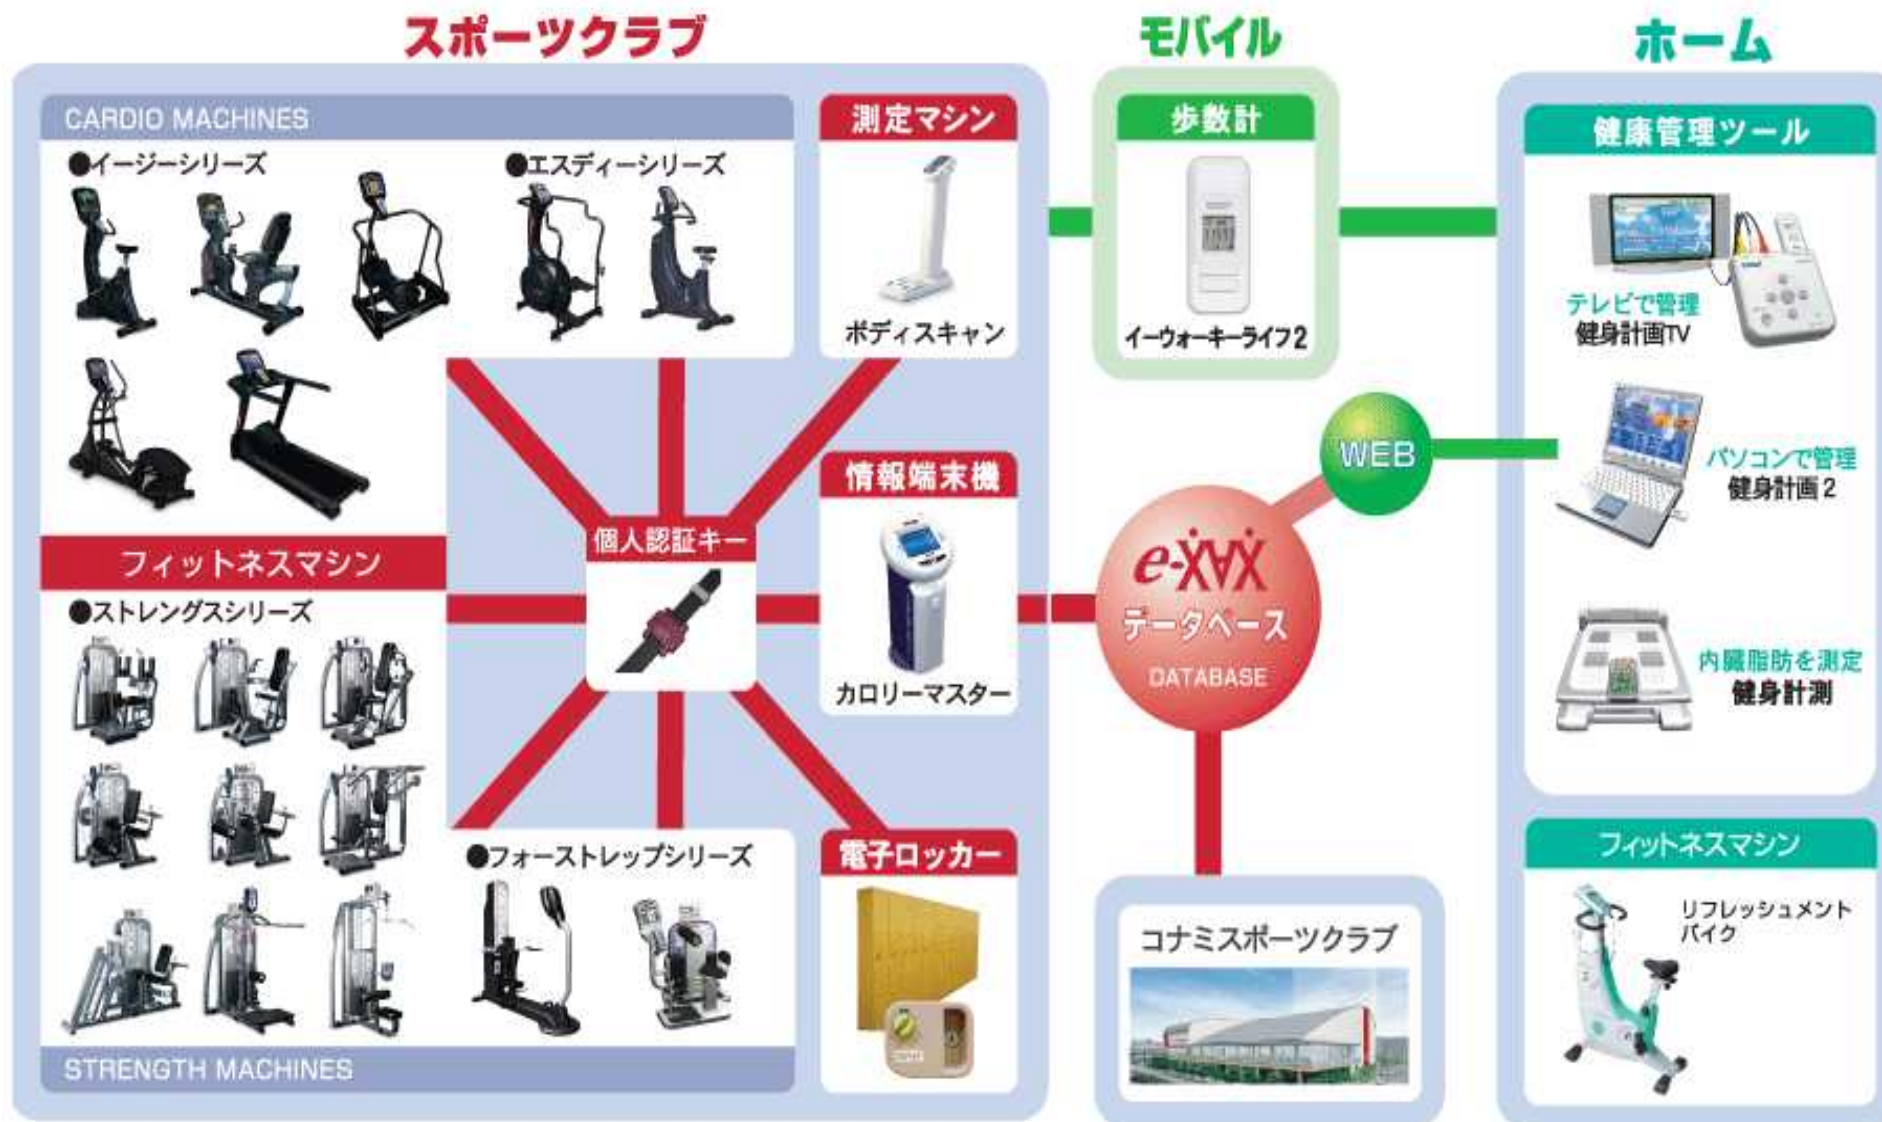 スポーツクラブ
CARDIO MACHINES
●イージーシリーズ
●エスディーシリーズ
測定マシン
ボディスキャン
フィットネスマシン
●ストレングスシリーズ
個人認証キー
情報端末機
カロリーマスター
●フォーストレップシリーズ
電子ロッカー
STRENGTH MACHINES
モバイル
歩数計
イーウォーキーライフ2
WEB
e-XAX
データベース
DATABASE
コナミスポーツクラブ
ホーム
健康管理ツール
テレビで管理
健身計画TV
パソコンで管理
健身計画2
内臓脂肪を測定
健身計測
フィットネスマシン
リフレッシュメント
バイク